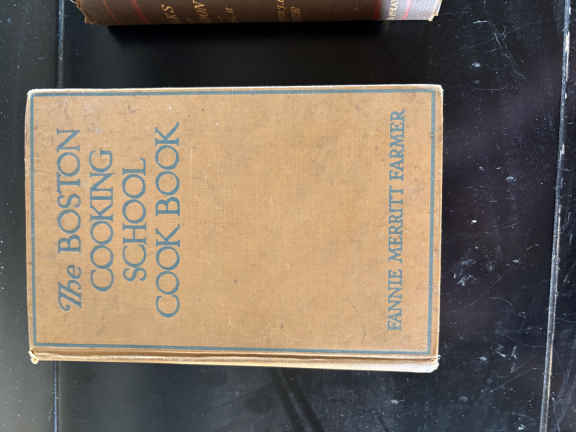 The BOSTON
COOKING
SCHOOL
COOK BOOK
FANNIE MERRITT FARMER